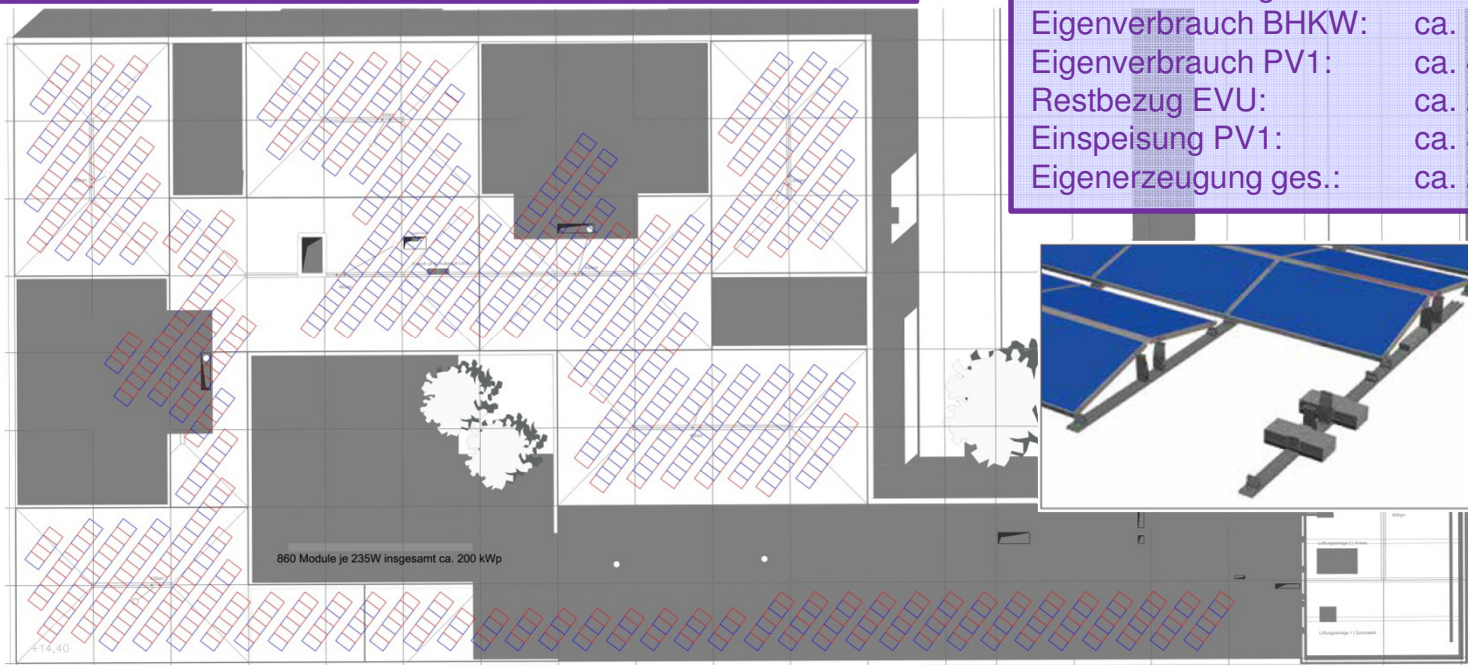 Eigenverbrauch BHKW: ca.
Eigenverbrauch PV1: ca.
Restbezug EVU: ca.
Einspeisung PV1: ca.
Eigenerzeugung ges.: ca.
860 Module je 235W insgesamt ca. 200 kWp
+14,40